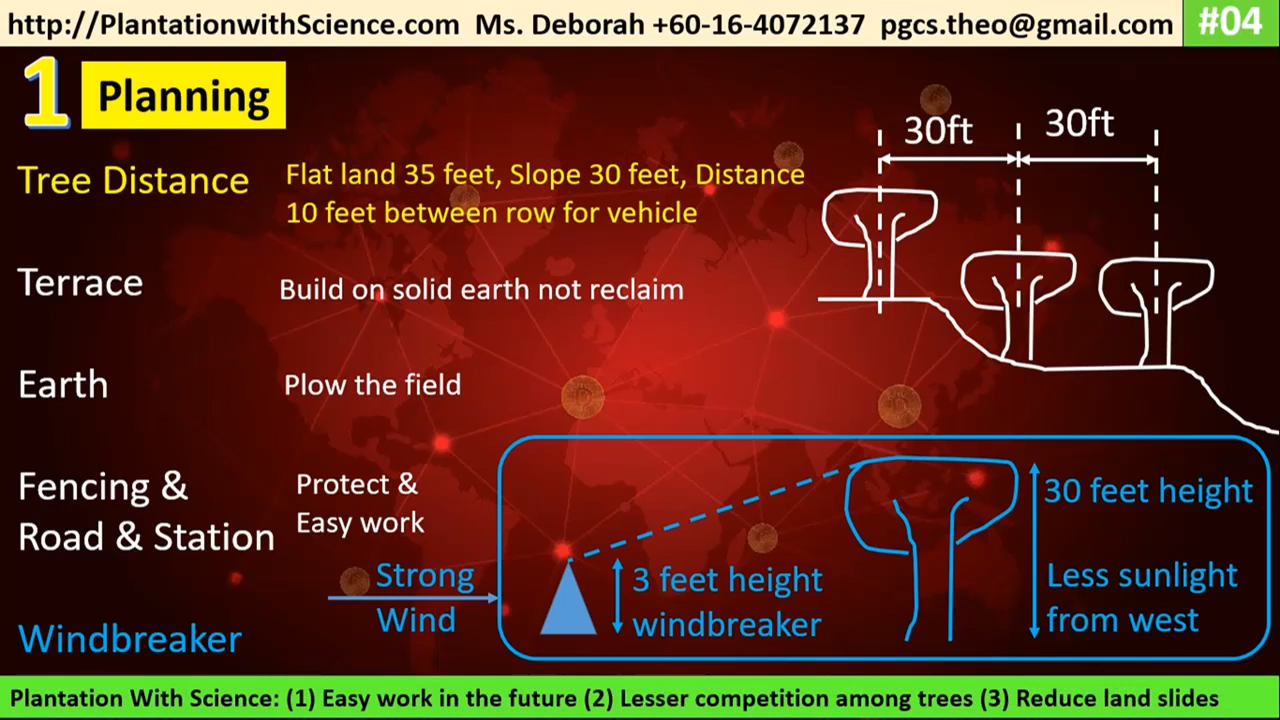 http://PlantationwithScience.com Ms. Deborah +60-16-4072137 pgcs.theo@gmail.com #04
1 Planning
30ft 30ft
Tree Distance
Flat land 35 feet, Slope 30 feet, Distance
10 feet between row for vehicle
Terrace
Build on solid earth not reclaim
Earth
Plow the field
Fencing &
Road & Station
Protect &
Easy work
Windbreaker
Strong
Wind
3 feet height
windbreaker
30 feet height
Less sunlight
from west
Plantation With Science: (1) Easy work in the future (2) Lesser competition among trees (3) Reduce land slides